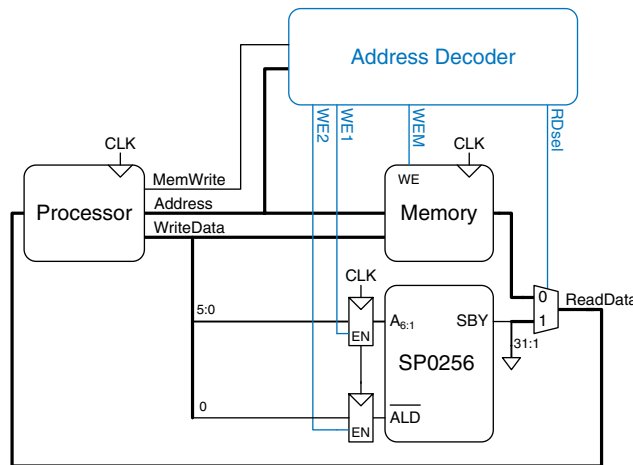 Address Decoder
WE2
WE1
WEM
RDsel
CLK
CLK
MemWrite
WE
Processor
Address
Memory
WriteData
CLK
5:0
A6:1
SBY
0
ReadData
1
EN
31:1
SP0256
0
ALD
EN